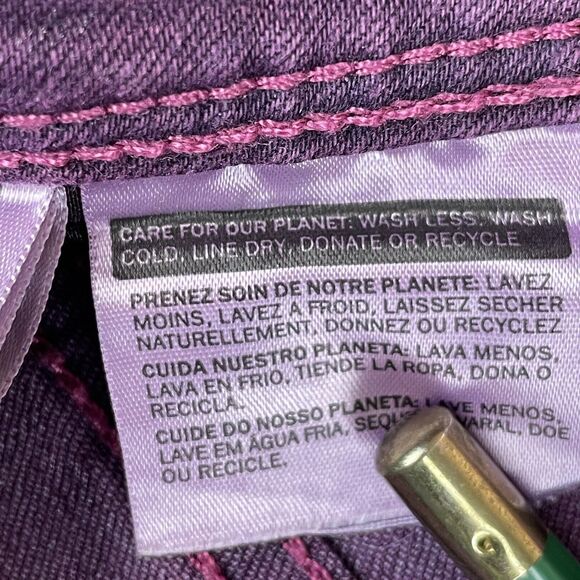 CARE FOR OUR PLANET: WASH LESS, WASH
COLD, LINE DRY, DONATE OR RECYCLE
PRENEZ SOIN DE NOTRE PLANETE: LAVEZ
MOINS, LAVEZ À FROID, LAISSEZ SECHER
NATURELLEMENT, DONNEZ OU RECYCLEZ
CUIDA NUESTRO PLANETA: LAVA MENOS,
LAVA EN FRIO, TIENDE LA ROPA, DONA O
RECICLA.
CUIDE DO NOSSO PLANETA: LAVE MENOS,
LAVE EM ÁGUA FRIA, VARAL, DOE
OU RECICLE.